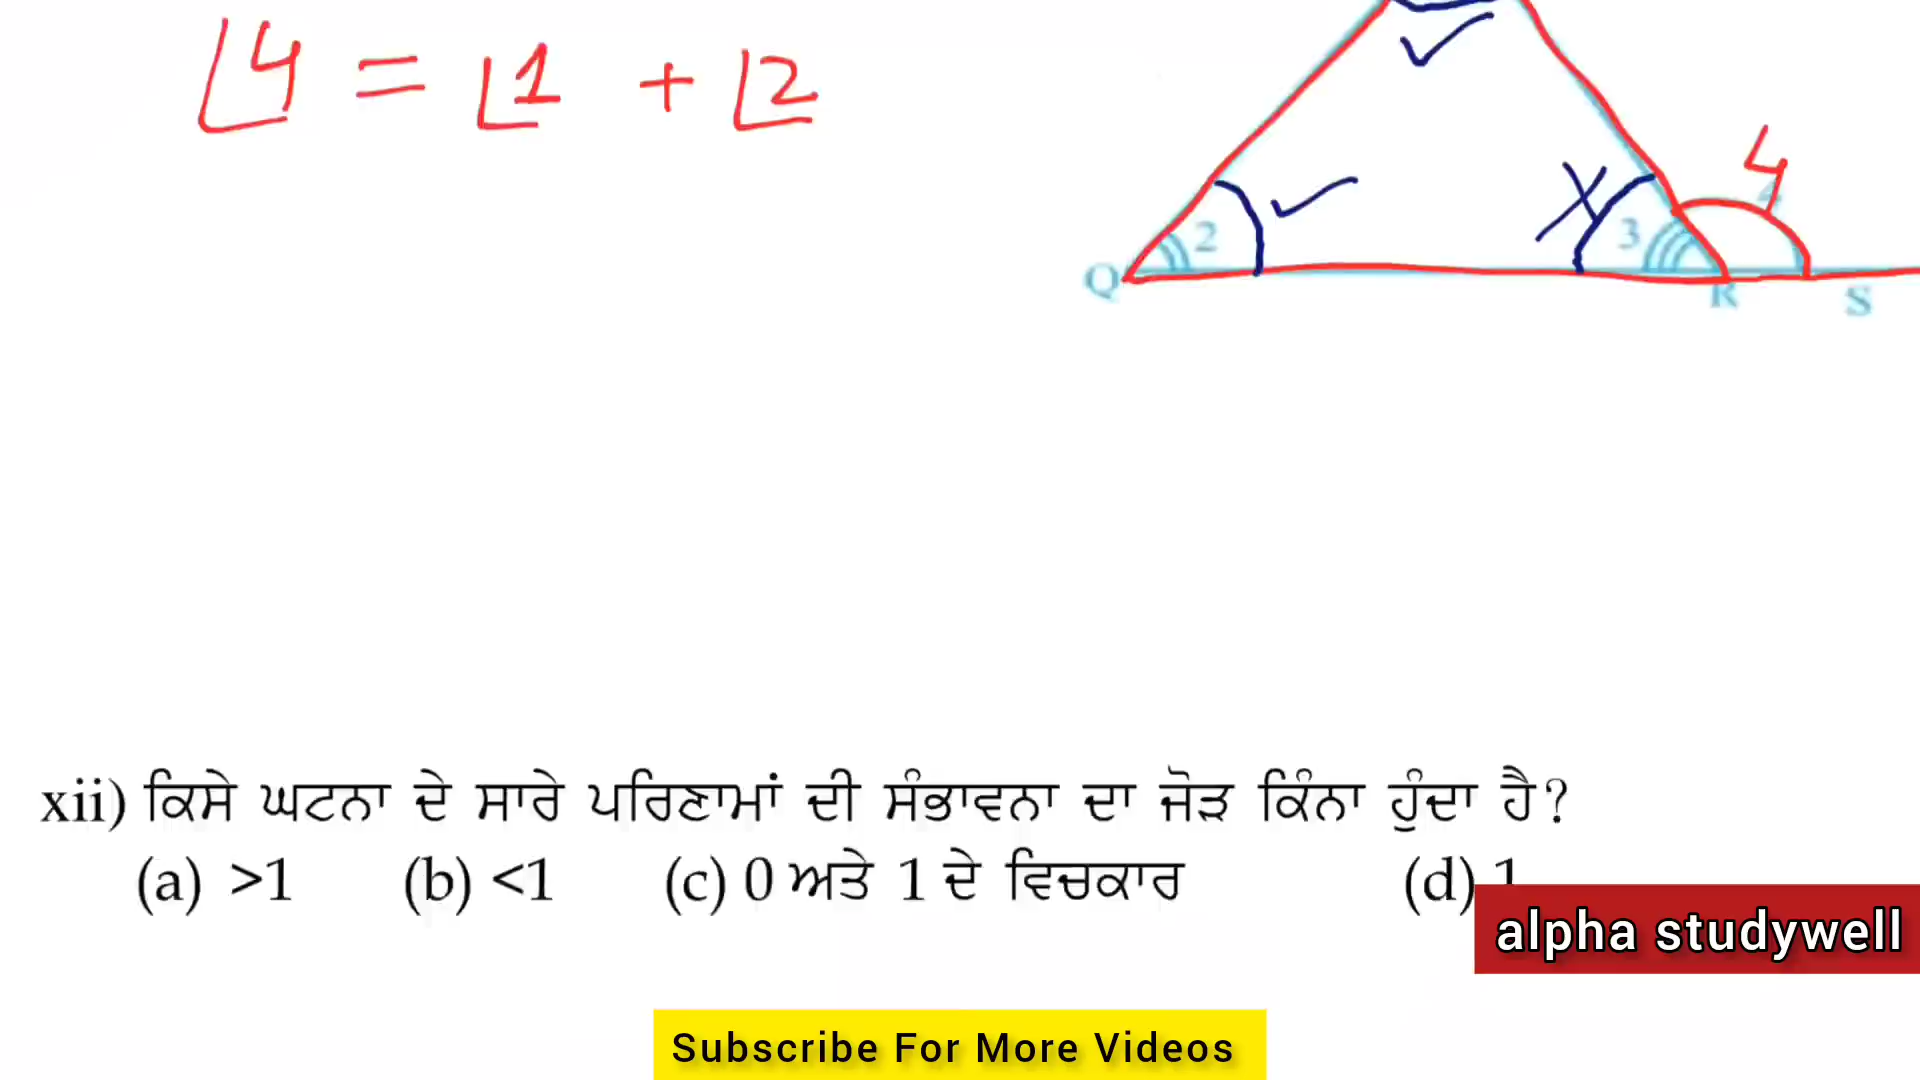 ∠4 = ∠1 + ∠2
4
2
3
Q
R
S
xii) ਕਿਸੇ ਘਟਨਾ ਦੇ ਸਾਰੇ ਪਰਿਣਾਮਾਂ ਦੀ ਸੰਭਾਵਨਾ ਦਾ ਜੋੜ ਕਿੰਨਾ ਹੁੰਦਾ ਹੈ?
(a) >1 (b) <1 (c) 0 ਅਤੇ 1 ਦੇ ਵਿਚਕਾਰ (d) 1
alpha studywell
Subscribe For More Videos